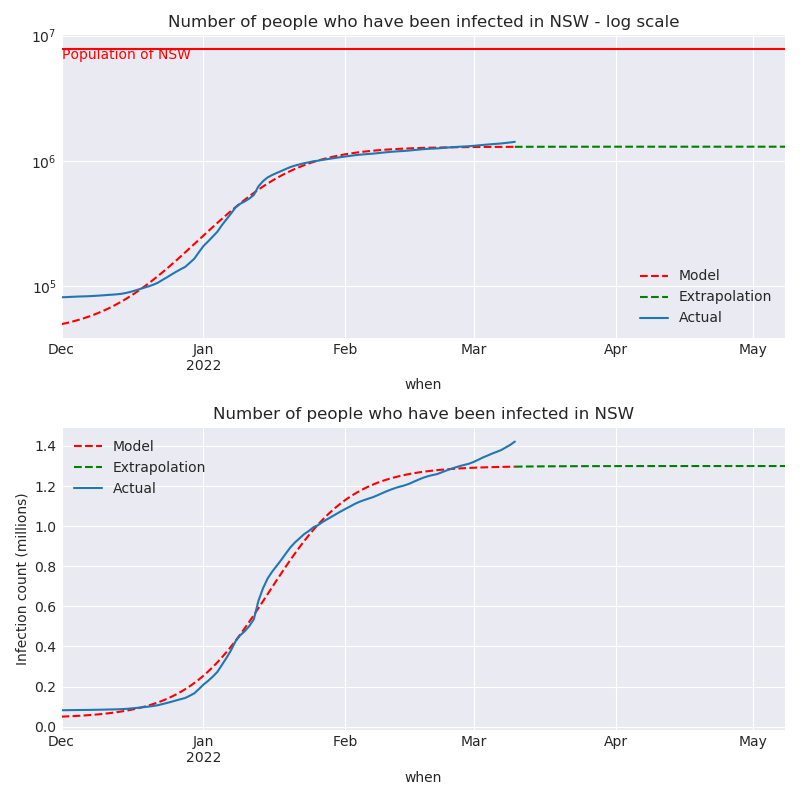 Number of people who have been infected in NSW - log scale
10^7
Population of NSW
10^6
10^5
Model
Extrapolation
Actual
Dec Jan Feb Mar Apr May
2022
when
Number of people who have been infected in NSW
Infection count (millions)
1.4
1.2
1.0
0.8
0.6
0.4
0.2
0.0
Model
Extrapolation
Actual
Dec Jan Feb Mar Apr May
2022
when